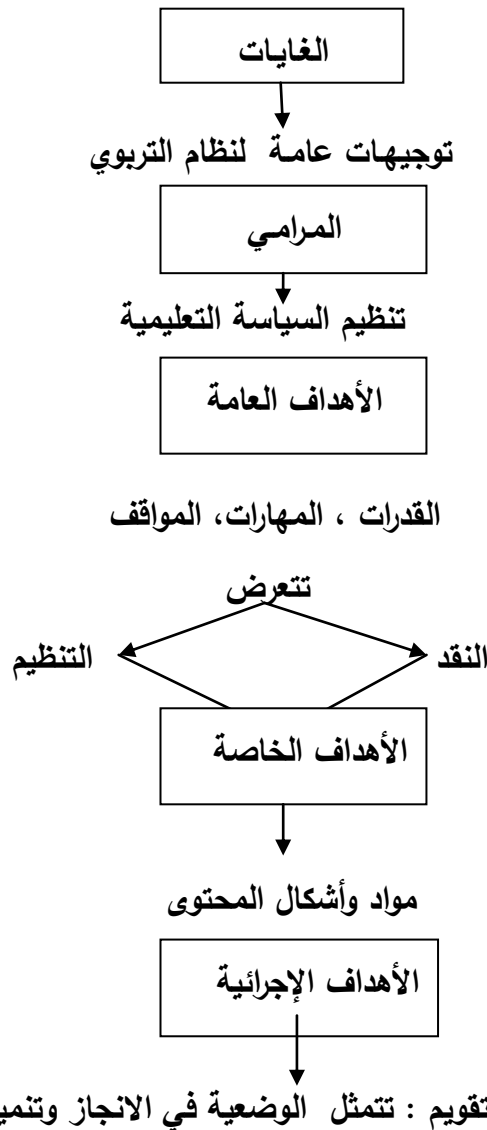 الغايات
توجيهات عامة لنظام التربوي
المرامي
تنظيم السياسة التعليمية
الأهداف العامة
القدرات ، المهارات، المواقف
تتعرض
النقد
التنظيم
الأهداف الخاصة
مواد وأشكال المحتوى
الأهداف الإجرائية
تقويم : تتمثل الوضعية في الانجاز